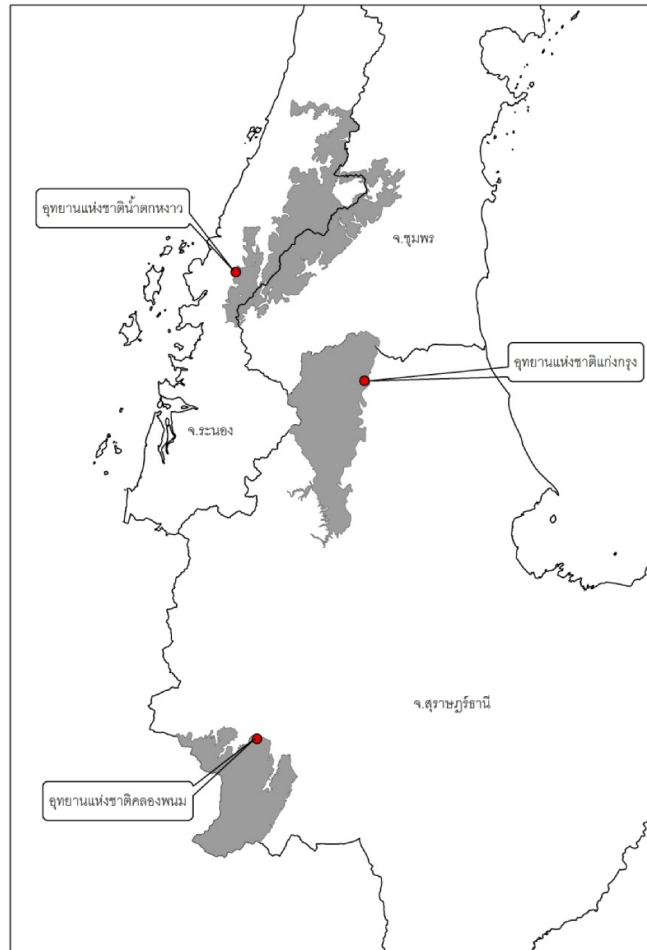 อุทยานแห่งชาติน้ำตกหงาว
จ.ชุมพร
อุทยานแห่งชาติแก่งกรุง
จ.ระนอง
จ.สุราษฎร์ธานี
อุทยานแห่งชาติคลองพนม